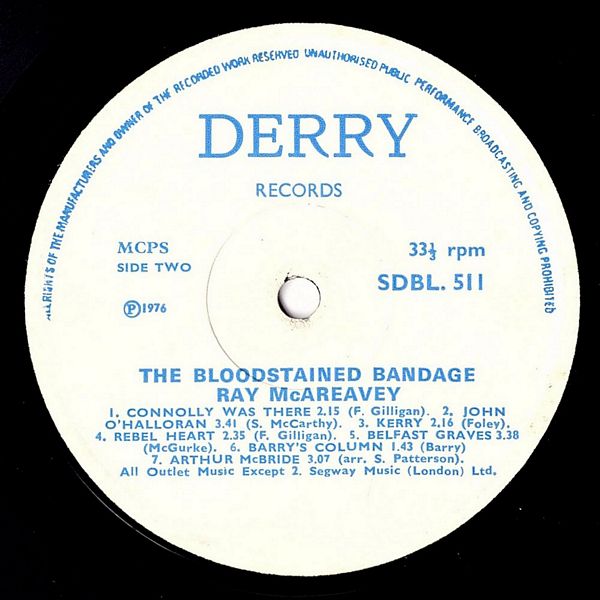 ALL RIGHTS OF THE MANUFACTURERS AND OWNER OF THE RECORDED WORK RESERVED UNAUTHORISED PUBLIC PERFORMANCE BROADCASTING AND COPYING PROHIBITED
DERRY
RECORDS
MCPS
SIDE TWO
Ⓟ1976
33⅓ rpm
SDBL. 511
THE BLOODSTAINED BANDAGE
RAY McAREAVEY
1. CONNOLLY WAS THERE 2.15 (F. Gilligan). 2. JOHN
O'HALLORAN 3.41 (S. McCarthy). 3. KERRY 2.16 (Foley).
4. REBEL HEART 2.35 (F. Gilligan). 5. BELFAST GRAVES 3.38
(McGurke). 6. BARRY'S COLUMN 1.43 (Barry)
7. ARTHUR McBRIDE 3.07 (arr. S. Patterson).
All Outlet Music Except 2. Segway Music (London) Ltd.